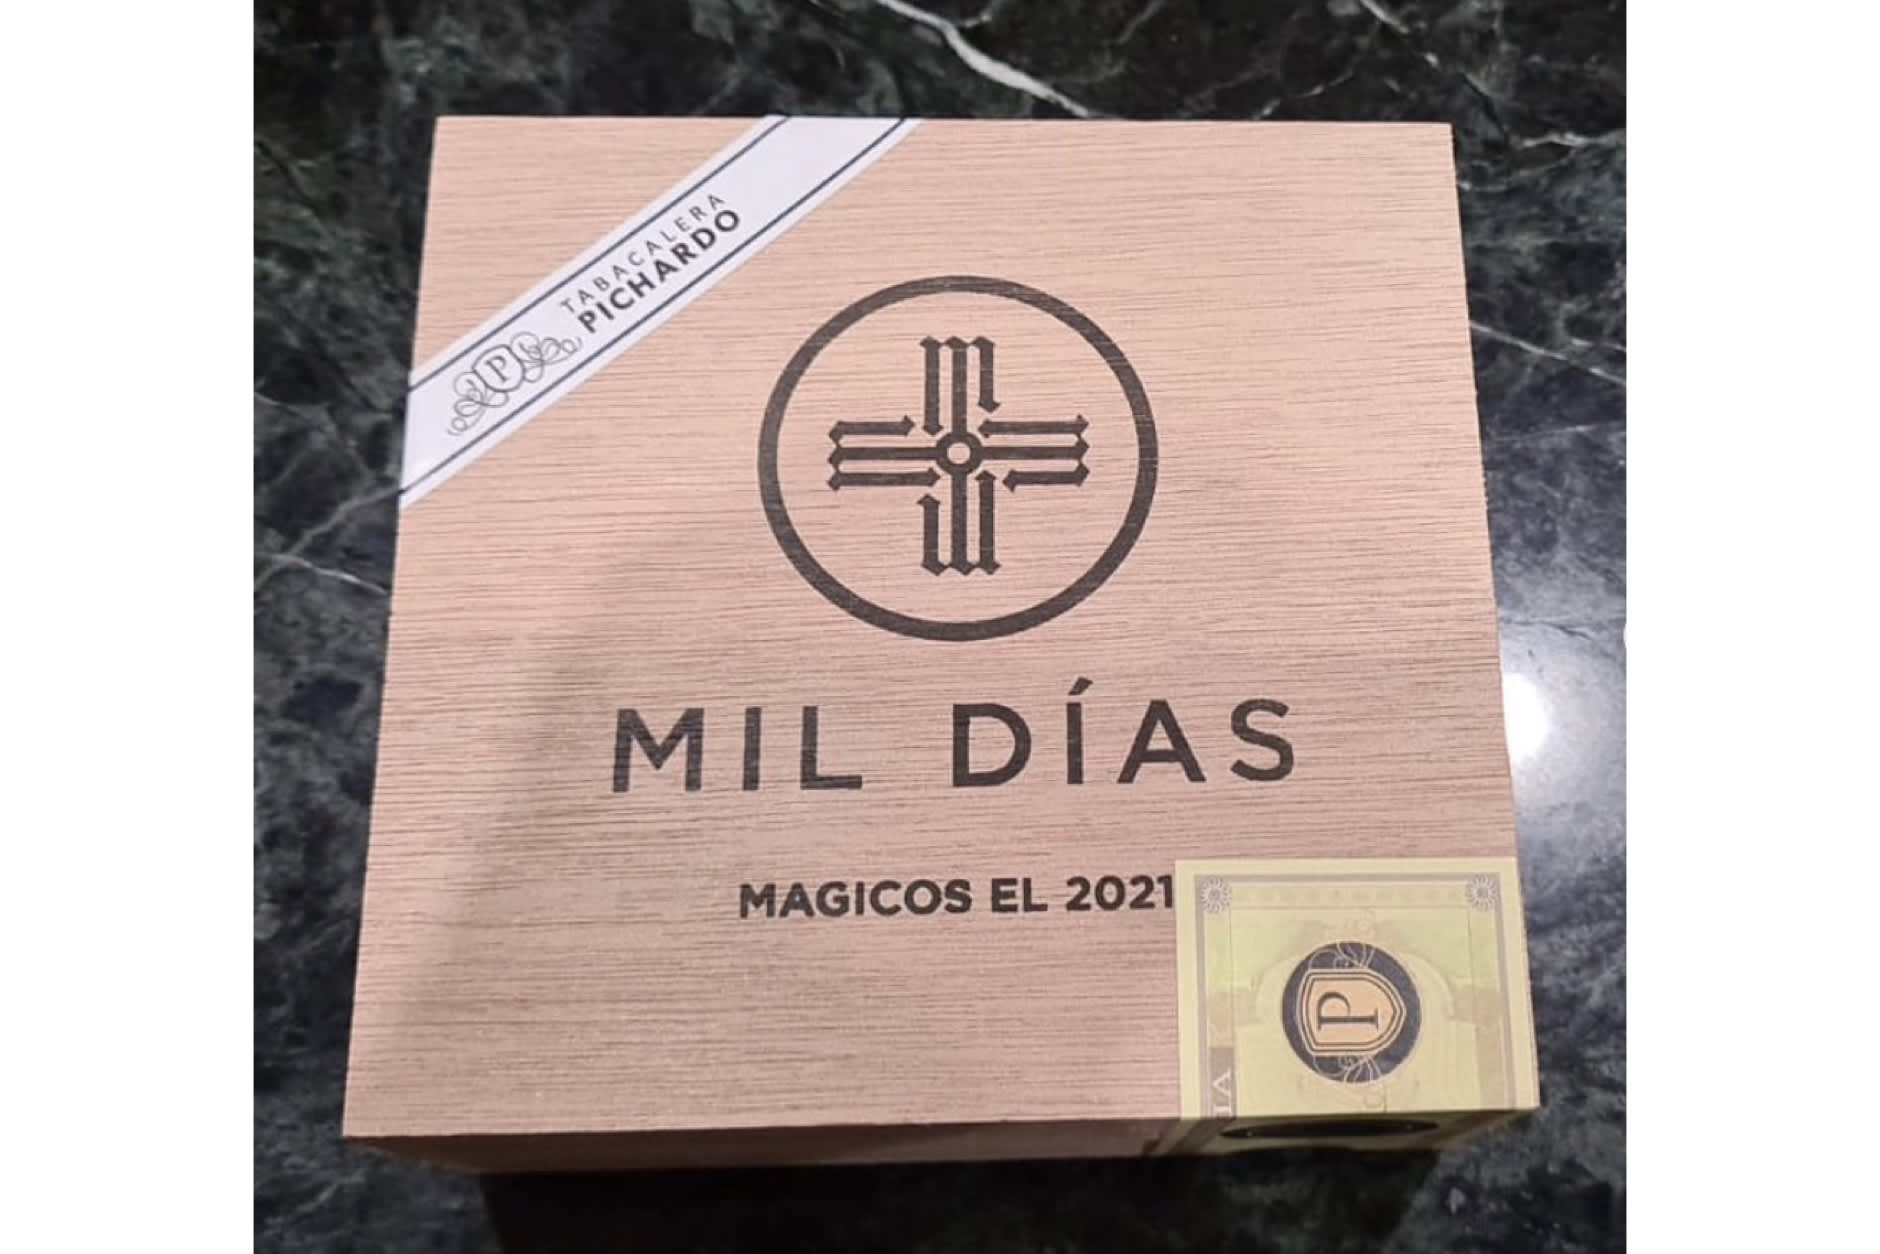 TABACALERA
PICHARDO
P
MIL DÍAS
MAGICOS EL 2021
P